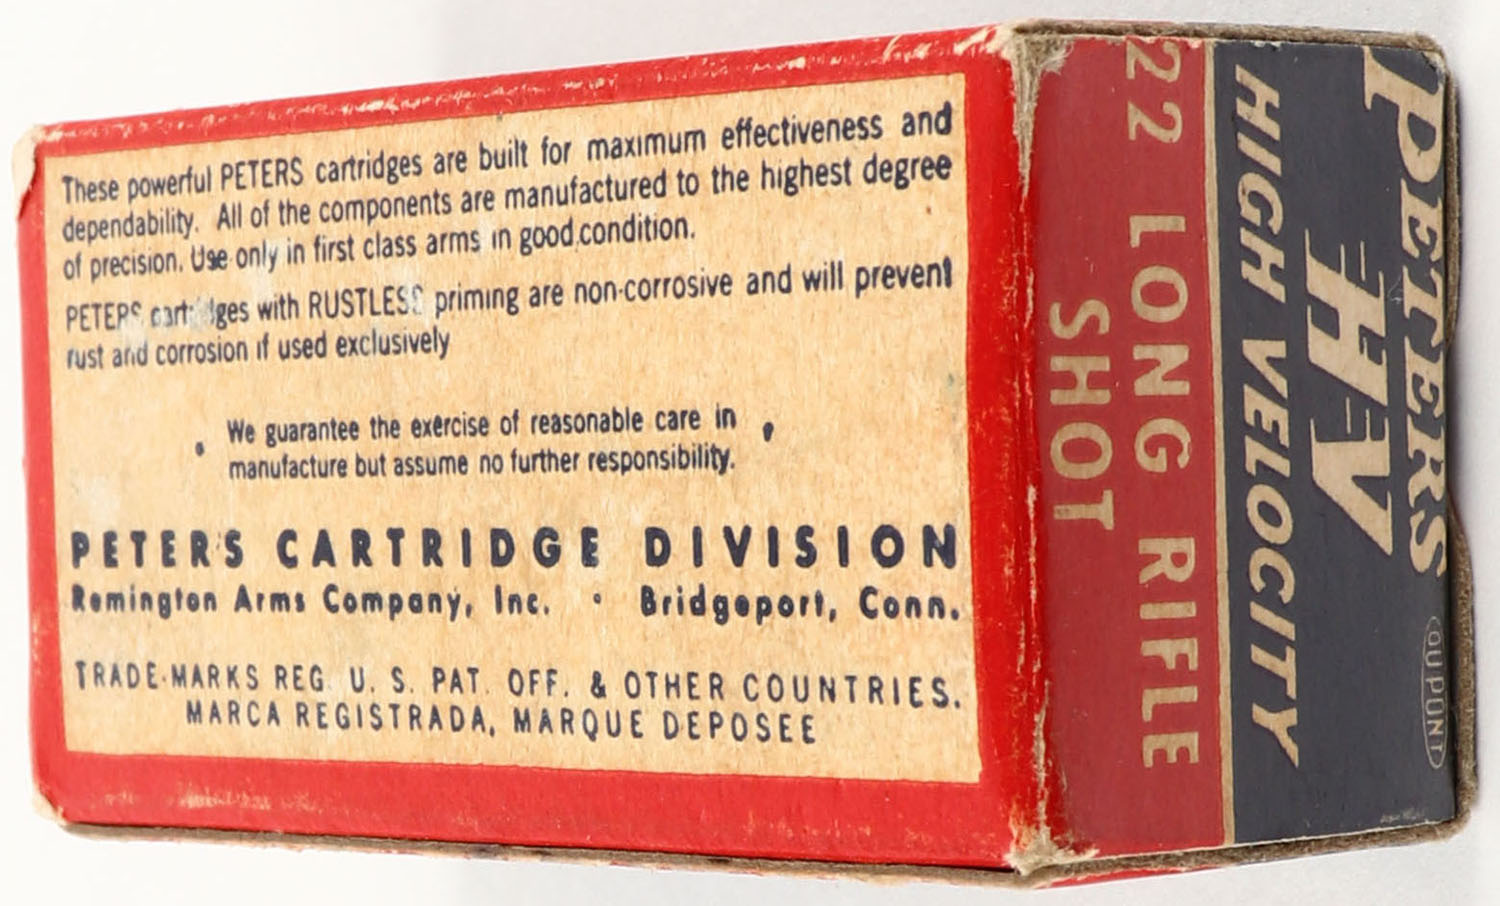 These powerful PETERS cartridges are built for maximum effectiveness and
dependability. All of the components are manufactured to the highest degree
of precision. Use only in first class arms in good condition.
PETERS cartridges with RUSTLESS priming are non-corrosive and will prevent
rust and corrosion if used exclusively
We guarantee the exercise of reasonable care in
manufacture but assume no further responsibility.
PETERS CARTRIDGE DIVISION
Remington Arms Company, Inc. • Bridgeport, Conn.
TRADE-MARKS REG. U. S. PAT. OFF. & OTHER COUNTRIES.
MARCA REGISTRADA, MARQUE DEPOSEE
PETERS
HV
DU PONT
HIGH VELOCITY
22 LONG RIFLE
SHOT